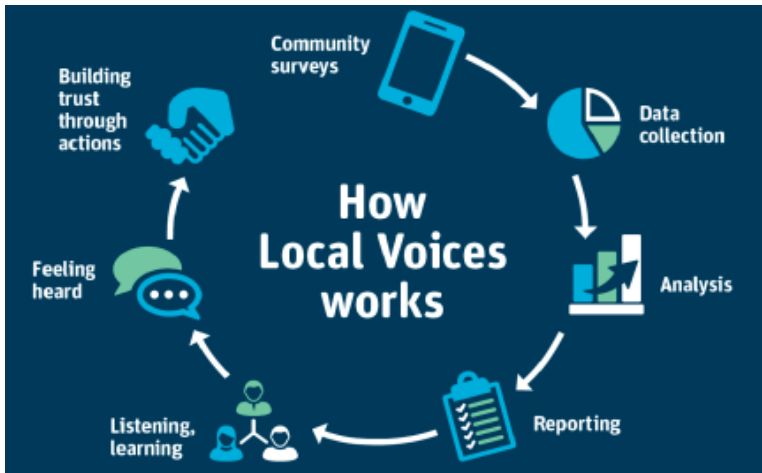 How
Local Voices
works
Community
surveys
Data
collection
Analysis
Reporting
Listening,
learning
Feeling
heard
Building
trust
through
actions